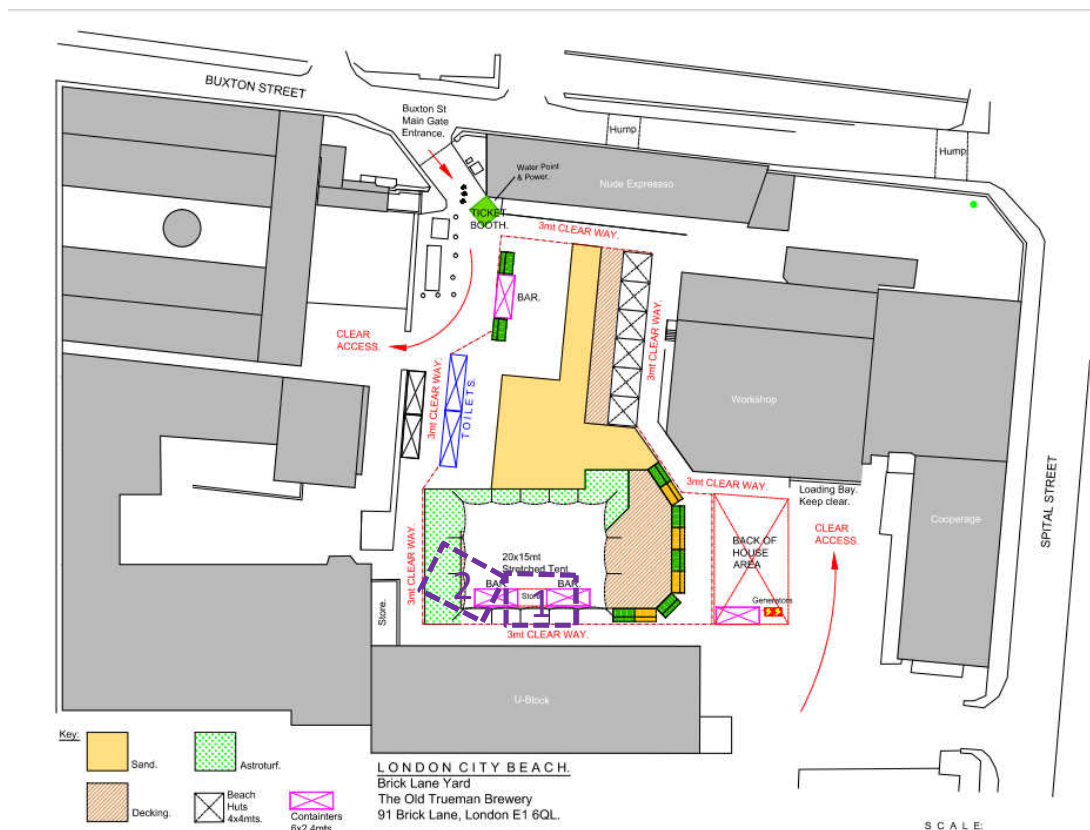 BUXTON STREET
Buxton St
Main Gate
Entrance.
Hump
Hump
Water Point
& Power.
Nude Expressso
TICKET
BOOTH.
3mt CLEAR WAY.
BAR.
CLEAR
ACCESS.
3mt CLEAR WAY.
TOILETS.
3mt CLEAR WAY.
Workshop
SPITAL STREET
3mt CLEAR WAY.
Loading Bay.
Keep clear.
CLEAR
ACCESS.
Cooperage
BACK OF
HOUSE
AREA
3mt CLEAR WAY.
20x15mt
Stretched Tent
BAR.
BAR.
Store
2
1
Generators
Store.
3mt CLEAR WAY.
U-Block
Key:
Sand.
Astroturf.
Decking.
Beach
Huts
4x4mts.
Containters
6x2.4mts
LONDON CITY BEACH.
Brick Lane Yard
The Old Trueman Brewery
91 Brick Lane, London E1 6QL.
SCALE: